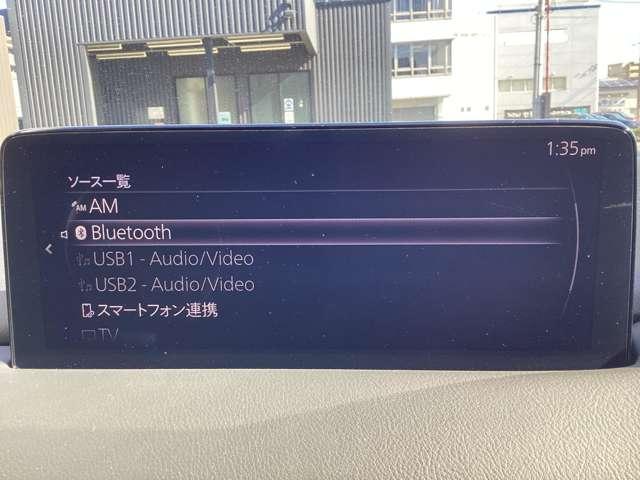 1:35pm
ソース一覧
AM AM
Bluetooth
USB1 - Audio/Video
USB2 - Audio/Video
スマートフォン連携
TV